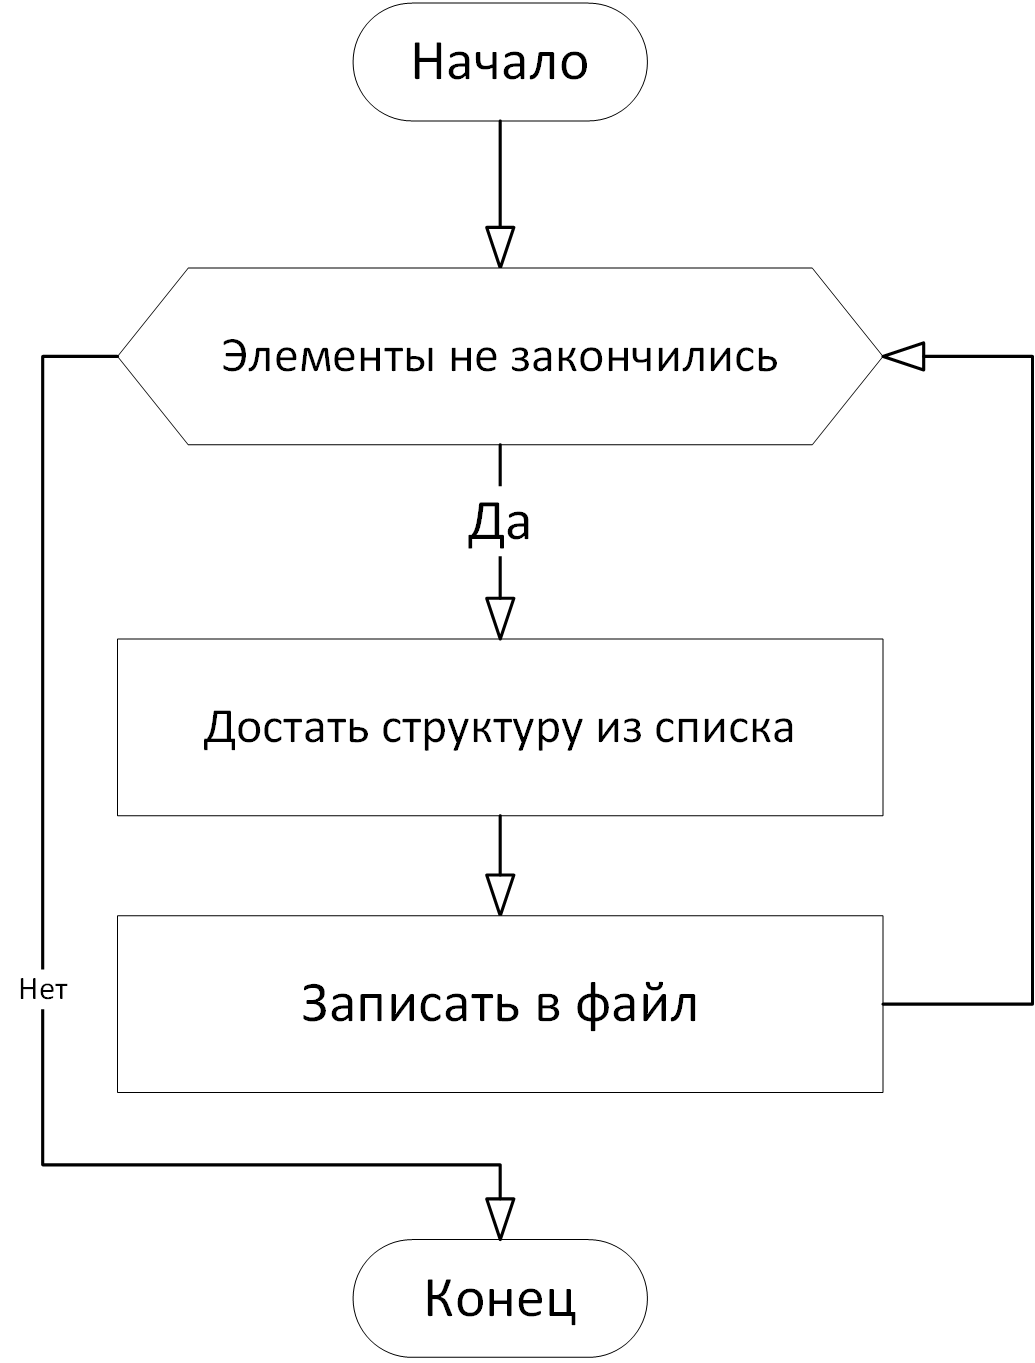 Начало
Элементы не закончились
Да
Достать структуру из списка
Записать в файл
Нет
Конец